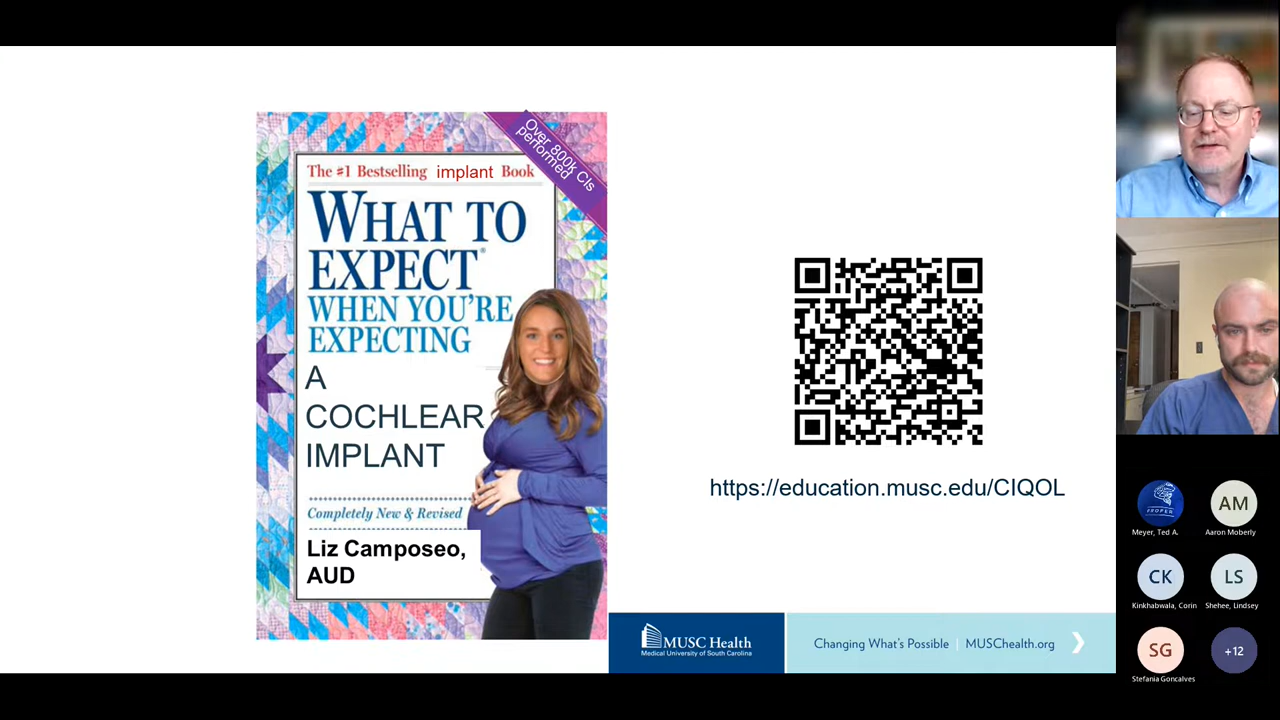 Over 800k CIs
performed
The #1 Bestselling implant Book
WHAT TO
EXPECT®
WHEN YOU'RE
EXPECTING
A
COCHLEAR
IMPLANT
Completely New & Revised
Liz Camposeo,
AUD
https://education.musc.edu/CIQOL
MUSC Health
Medical University of South Carolina
Changing What's Possible | MUSChealth.org
PROPEL
Meyer, Ted A.
AM
Aaron Moberly
CK
Kinkhabwala, Corin
LS
Shehee, Lindsey
SG
Stefania Goncalves
+12